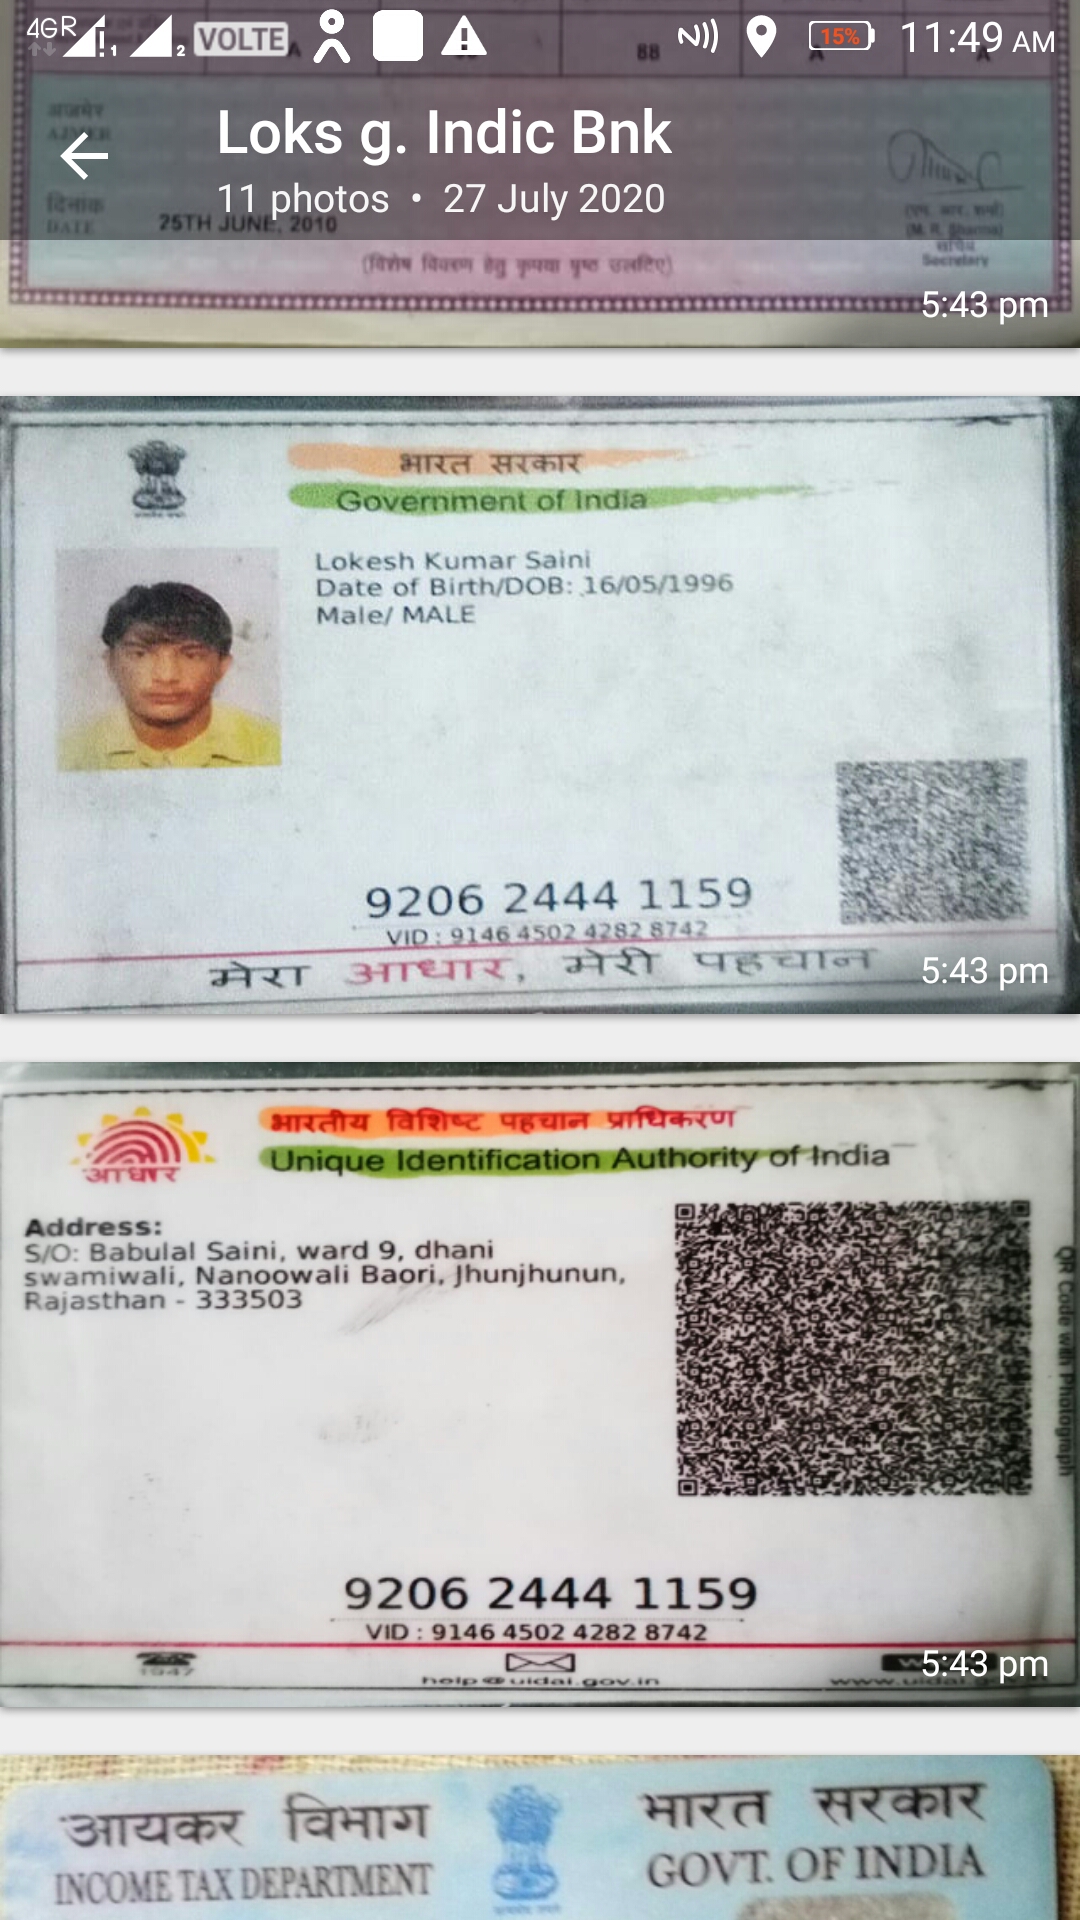 4GR 1 2 VOLTE 15% 11:49 AM
A 88 A A
Loks g. Indic Bnk
11 photos • 27 July 2020
अजमेर
AJMER
दिनांक
DATE 25TH JUNE, 2010
(एम. आर. शर्मा)
(M. R. Sharma)
सचिव
Secretary
(विशेष विवरण हेतु कृपया पृष्ठ उलटिए)
5:43 pm
भारत सरकार
Government of India
Lokesh Kumar Saini
Date of Birth/DOB: 16/05/1996
Male/ MALE
9206 2444 1159
VID : 9146 4502 4282 8742
मेरा आधार, मेरी पहचान
5:43 pm
भारतीय विशिष्ट पहचान प्राधिकरण
Unique Identification Authority of India
आधार
Address:
S/O: Babulal Saini, ward 9, dhani
swamiwali, Nanoowali Baori, Jhunjhunun,
Rajasthan - 333503
QR Code with Photograph
9206 2444 1159
VID : 9146 4502 4282 8742
1947
help@uidai.gov.in
5:43 pm
आयकर विभाग
INCOME TAX DEPARTMENT
भारत सरकार
GOVT. OF INDIA